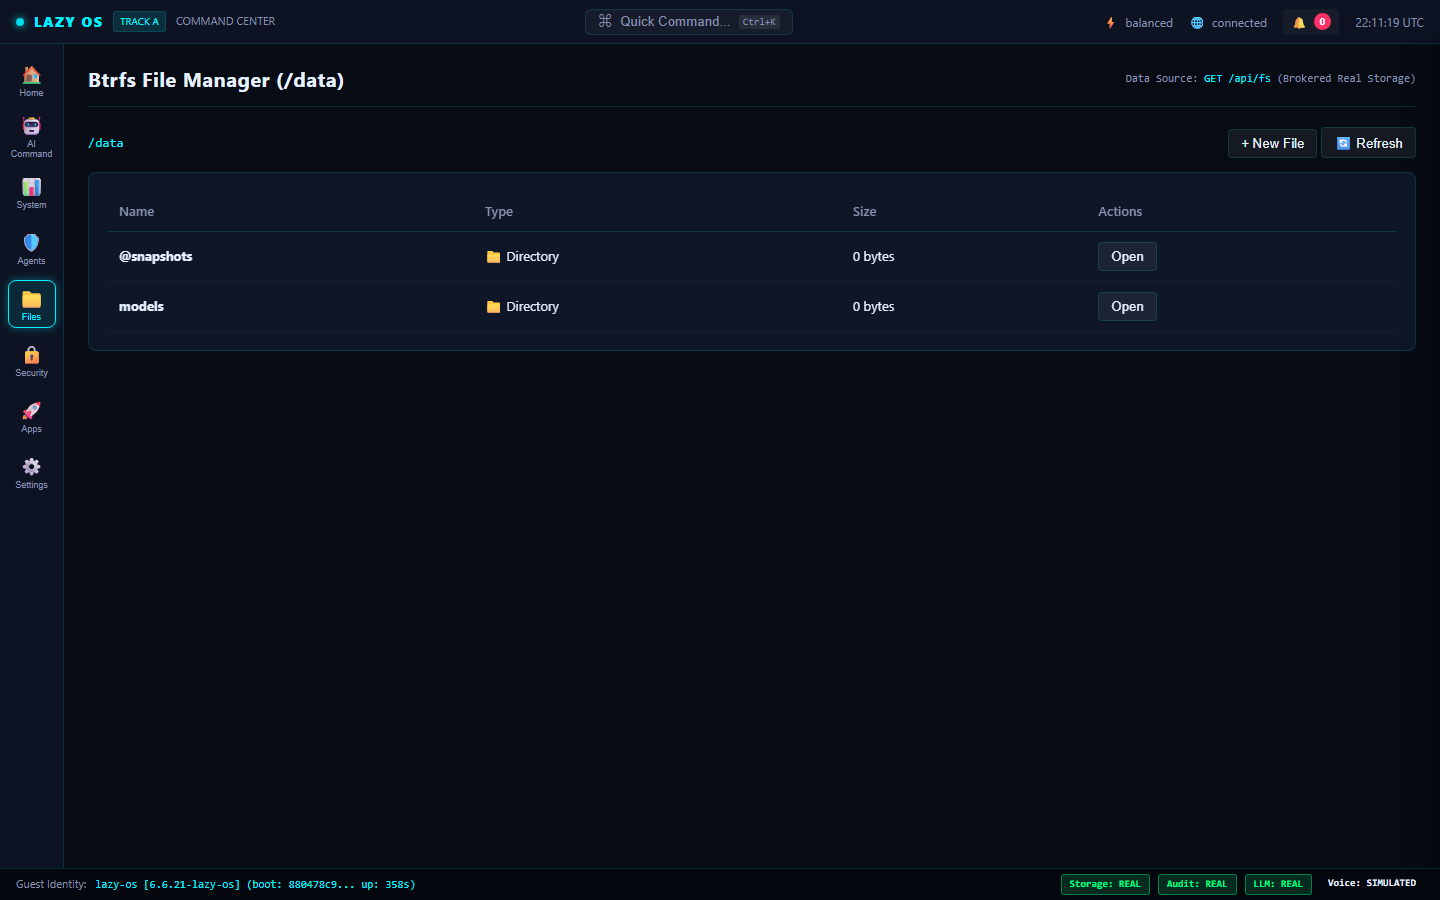 LAZY OS TRACK A COMMAND CENTER ⌘ Quick Command... Ctrl+K balanced connected 0 22:11:19 UTC
Home
AI
Command
System
Agents
Files
Security
Apps
Settings
Btrfs File Manager (/data)
Data Source: GET /api/fs (Brokered Real Storage)
/data
+ New File Refresh
Name Type Size Actions
@snapshots Directory 0 bytes Open
models Directory 0 bytes Open
Guest Identity: lazy-os [6.6.21-lazy-os] (boot: 880478c9... up: 358s)
Storage: REAL Audit: REAL LLM: REAL Voice: SIMULATED